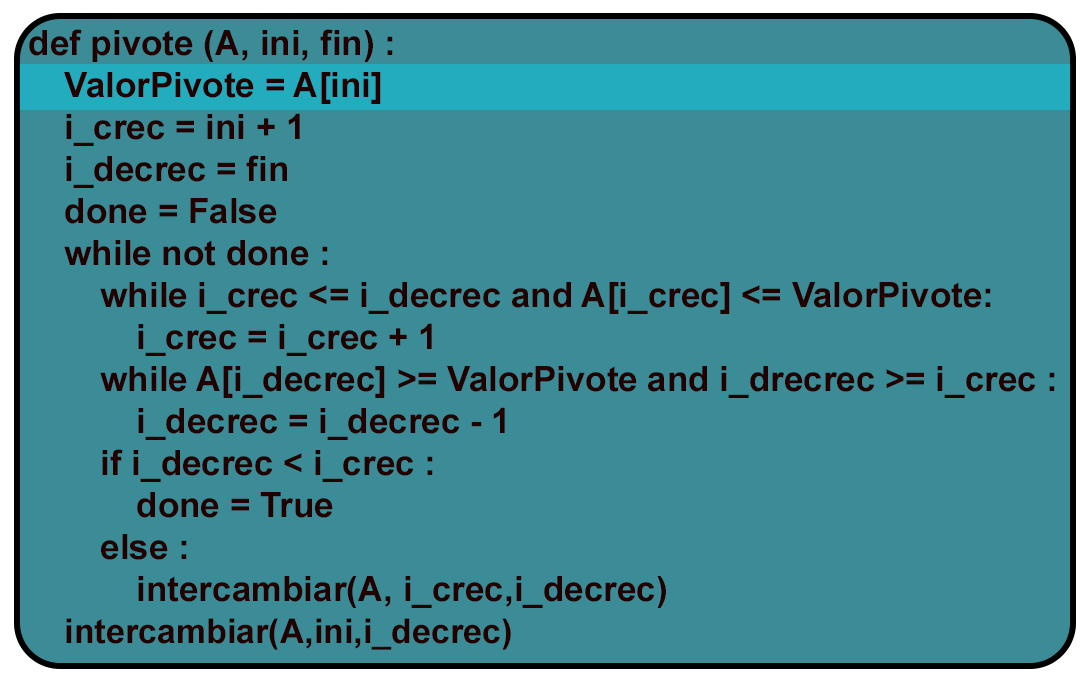 def pivote (A, ini, fin) :
ValorPivote = A[ini]
i_crec = ini + 1
i_decrec = fin
done = False
while not done :
while i_crec <= i_decrec and A[i_crec] <= ValorPivote:
i_crec = i_crec + 1
while A[i_decrec] >= ValorPivote and i_drecrec >= i_crec :
i_decrec = i_decrec - 1
if i_decrec < i_crec :
done = True
else :
intercambiar(A, i_crec,i_decrec)
intercambiar(A,ini,i_decrec)